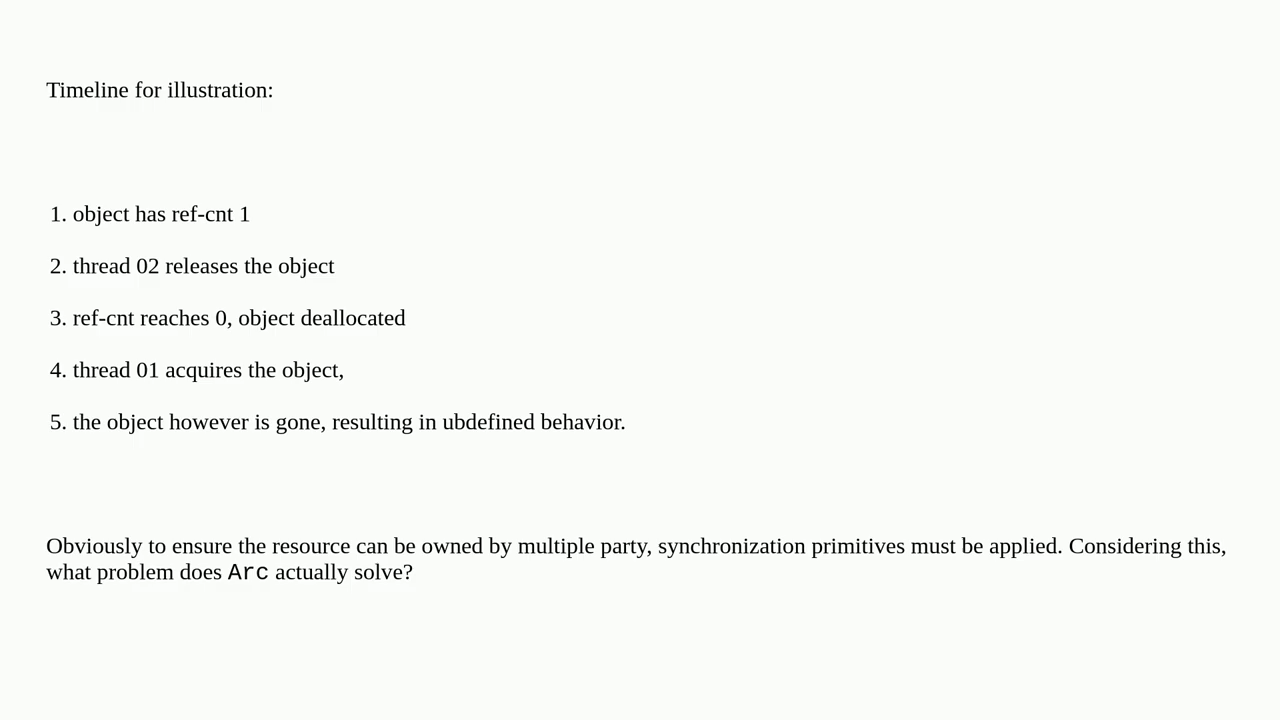 Timeline for illustration:
1. object has ref-cnt 1
2. thread 02 releases the object
3. ref-cnt reaches 0, object deallocated
4. thread 01 acquires the object,
5. the object however is gone, resulting in ubdefined behavior.
Obviously to ensure the resource can be owned by multiple party, synchronization primitives must be applied. Considering this,
what problem does Arc actually solve?